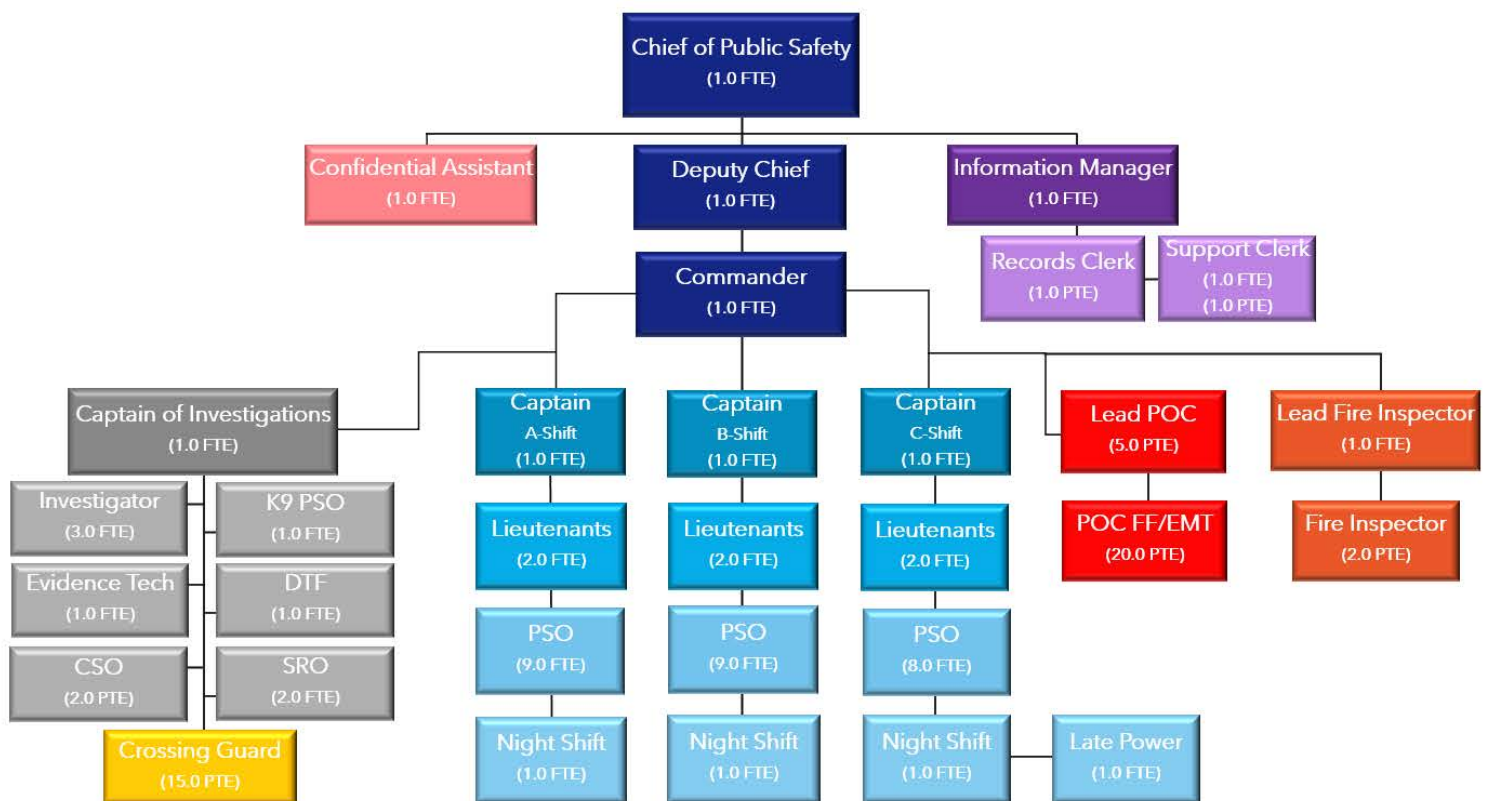 Chief of Public Safety
(1.0 FTE)
Confidential Assistant
(1.0 FTE)
Deputy Chief
(1.0 FTE)
Information Manager
(1.0 FTE)
Records Clerk
(1.0 PTE)
Support Clerk
(1.0 FTE)
(1.0 PTE)
Commander
(1.0 FTE)
Captain of Investigations
(1.0 FTE)
Investigator
(3.0 FTE)
K9 PSO
(1.0 FTE)
Evidence Tech
(1.0 FTE)
DTF
(1.0 FTE)
CSO
(2.0 PTE)
SRO
(2.0 FTE)
Crossing Guard
(15.0 PTE)
Captain
A-Shift
(1.0 FTE)
Lieutenants
(2.0 FTE)
PSO
(9.0 FTE)
Night Shift
(1.0 FTE)
Captain
B-Shift
(1.0 FTE)
Lieutenants
(2.0 FTE)
PSO
(9.0 FTE)
Night Shift
(1.0 FTE)
Captain
C-Shift
(1.0 FTE)
Lieutenants
(2.0 FTE)
PSO
(8.0 FTE)
Night Shift
(1.0 FTE)
Late Power
(1.0 FTE)
Lead POC
(5.0 PTE)
POC FF/EMT
(20.0 PTE)
Lead Fire Inspector
(1.0 FTE)
Fire Inspector
(2.0 PTE)